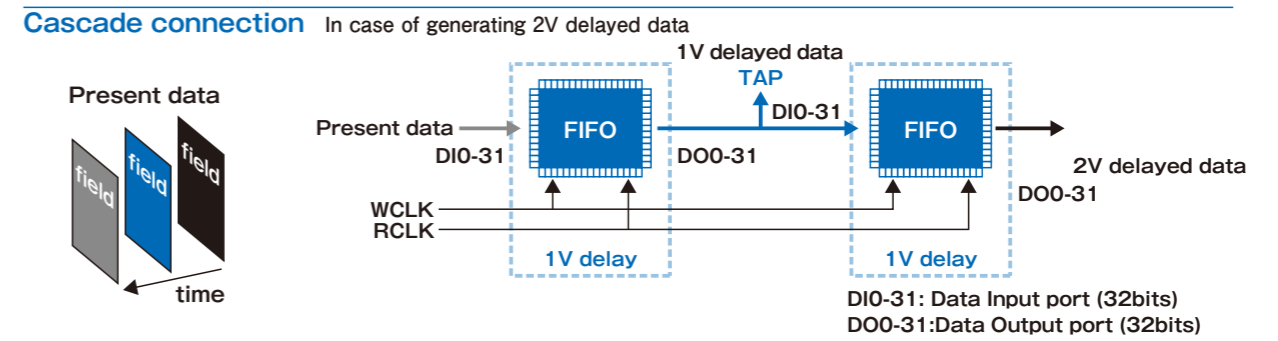 Cascade connection In case of generating 2V delayed data
Present data
field
field
field
time
1V delayed data
TAP
Present data
DI0-31
FIFO
DO0-31
DI0-31
FIFO
2V delayed data
DO0-31
WCLK
RCLK
1V delay
1V delay
DI0-31: Data Input port (32bits)
DO0-31:Data Output port (32bits)